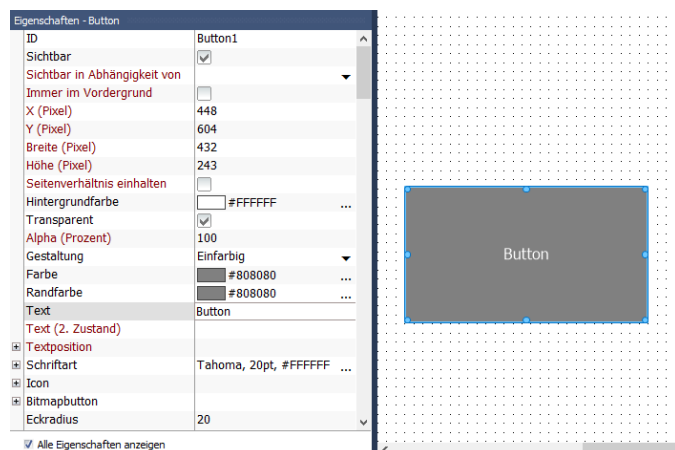 Eigenschaften - Button
ID Button1
Sichtbar
Sichtbar in Abhängigkeit von
Immer im Vordergrund
X (Pixel) 448
Y (Pixel) 604
Breite (Pixel) 432
Höhe (Pixel) 243
Seitenverhältnis einhalten
Hintergrundfarbe #FFFFFF ...
Transparent
Alpha (Prozent) 100
Gestaltung Einfarbig
Farbe #808080 ...
Randfarbe #808080 ...
Text Button
Text (2. Zustand)
Textposition
Schriftart Tahoma, 20pt, #FFFFFF ...
Icon
Bitmapbutton
Eckradius 20
Alle Eigenschaften anzeigen
Button